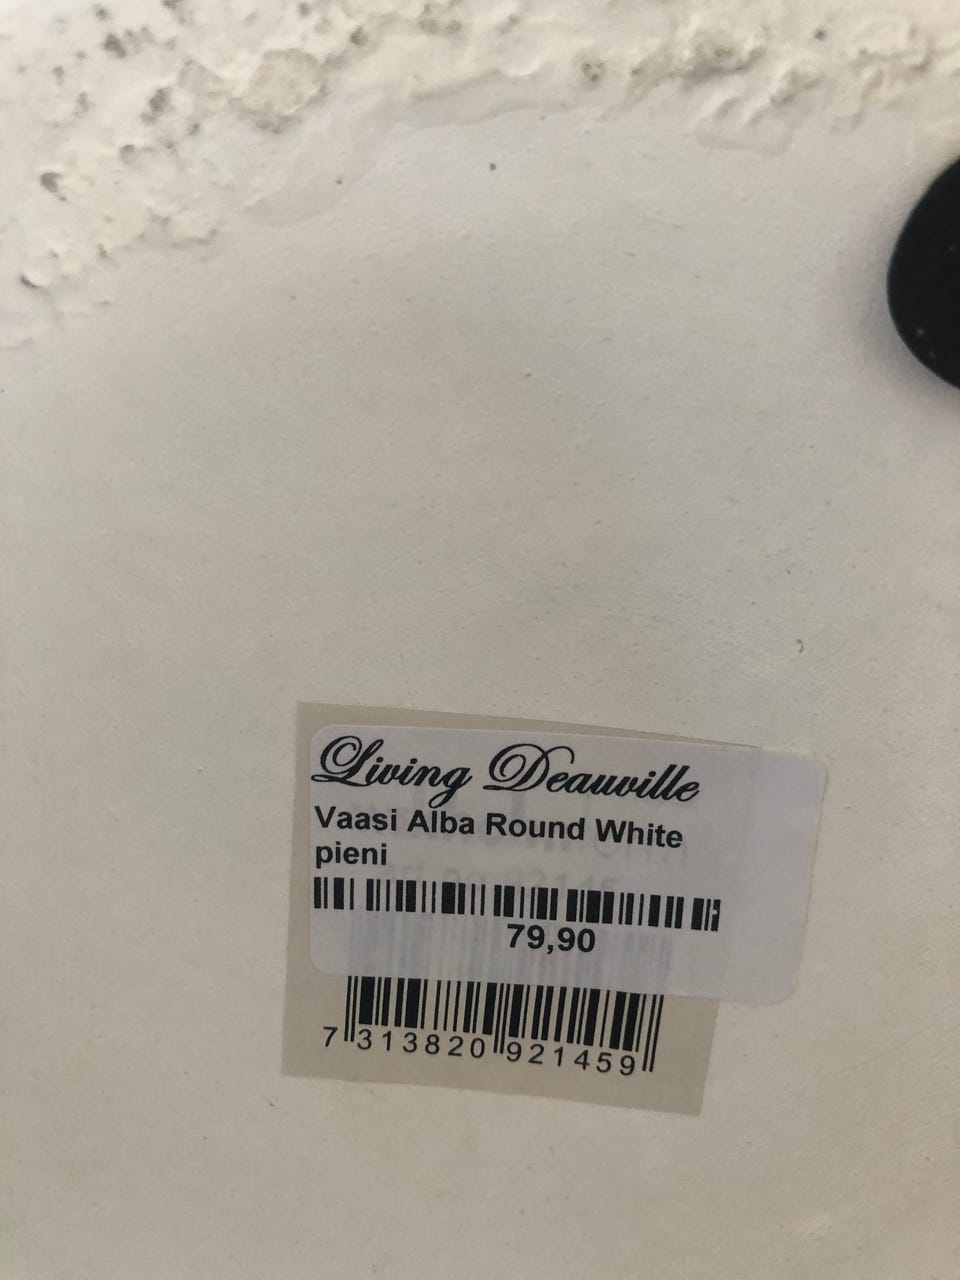 Living Deauville
Vaasi Alba Round White
pieni
79,90
7 313820 921459